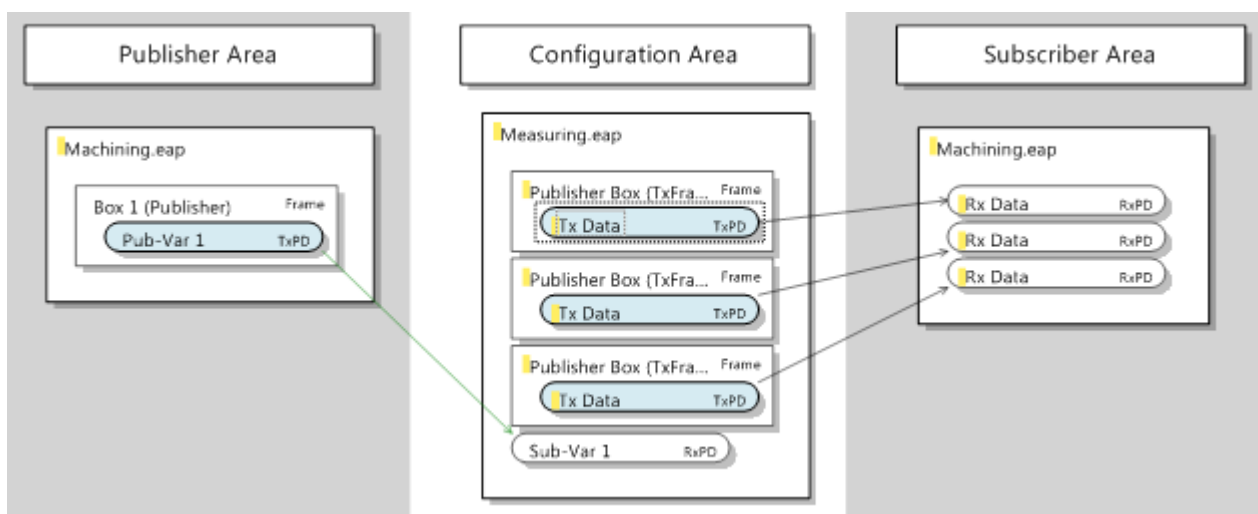 Publisher Area
Configuration Area
Subscriber Area
Machining.eap
Box 1 (Publisher) Frame
Pub-Var 1 TxPD
Measuring.eap
Publisher Box (TxFra... Frame
Tx Data TxPD
Publisher Box (TxFra... Frame
Tx Data TxPD
Publisher Box (TxFra... Frame
Tx Data TxPD
Sub-Var 1 RxPD
Machining.eap
Rx Data RxPD
Rx Data RxPD
Rx Data RxPD